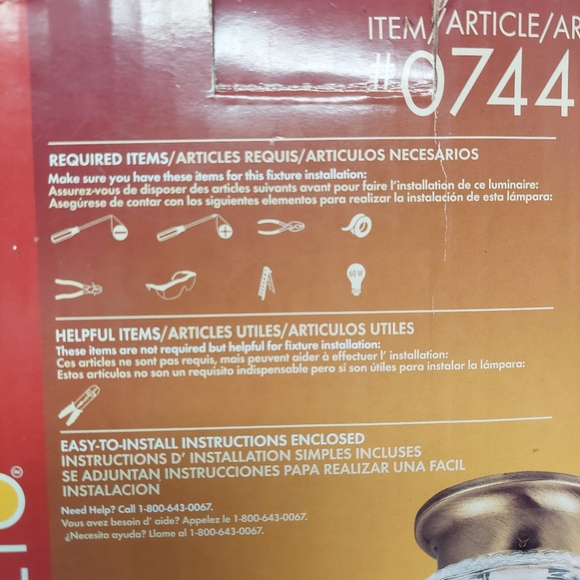 ITEM/ARTICLE/AR
#0744
REQUIRED ITEMS/ARTICLES REQUIS/ARTICULOS NECESARIOS
Make sure you have these items for this fixture installation:
Assurez-vous de disposer des articles suivants avant pour faire l'installation de ce luminaire:
Asegúrese de contar con los siguientes elementos para realizar la instalación de esta lámpara:
60 W
HELPFUL ITEMS/ARTICLES UTILES/ARTICULOS UTILES
These items are not required but helpful for fixture installation:
Ces articles ne sont pas requis, mais peuvent aider à effectuer l' installation:
Estos articulos no son un requisito indispensable pero sí son útiles para instalar la lámpara:
EASY-TO-INSTALL INSTRUCTIONS ENCLOSED
INSTRUCTIONS D' INSTALLATION SIMPLES INCLUSES
SE ADJUNTAN INSTRUCCIONES PAPA REALIZAR UNA FACIL
INSTALACION
Need Help? Call 1-800-643-0067.
Vous avez besoin d' aide? Appelez le 1-800-643-0067.
¿Necesita ayuda? Llame al 1-800-643-0067.